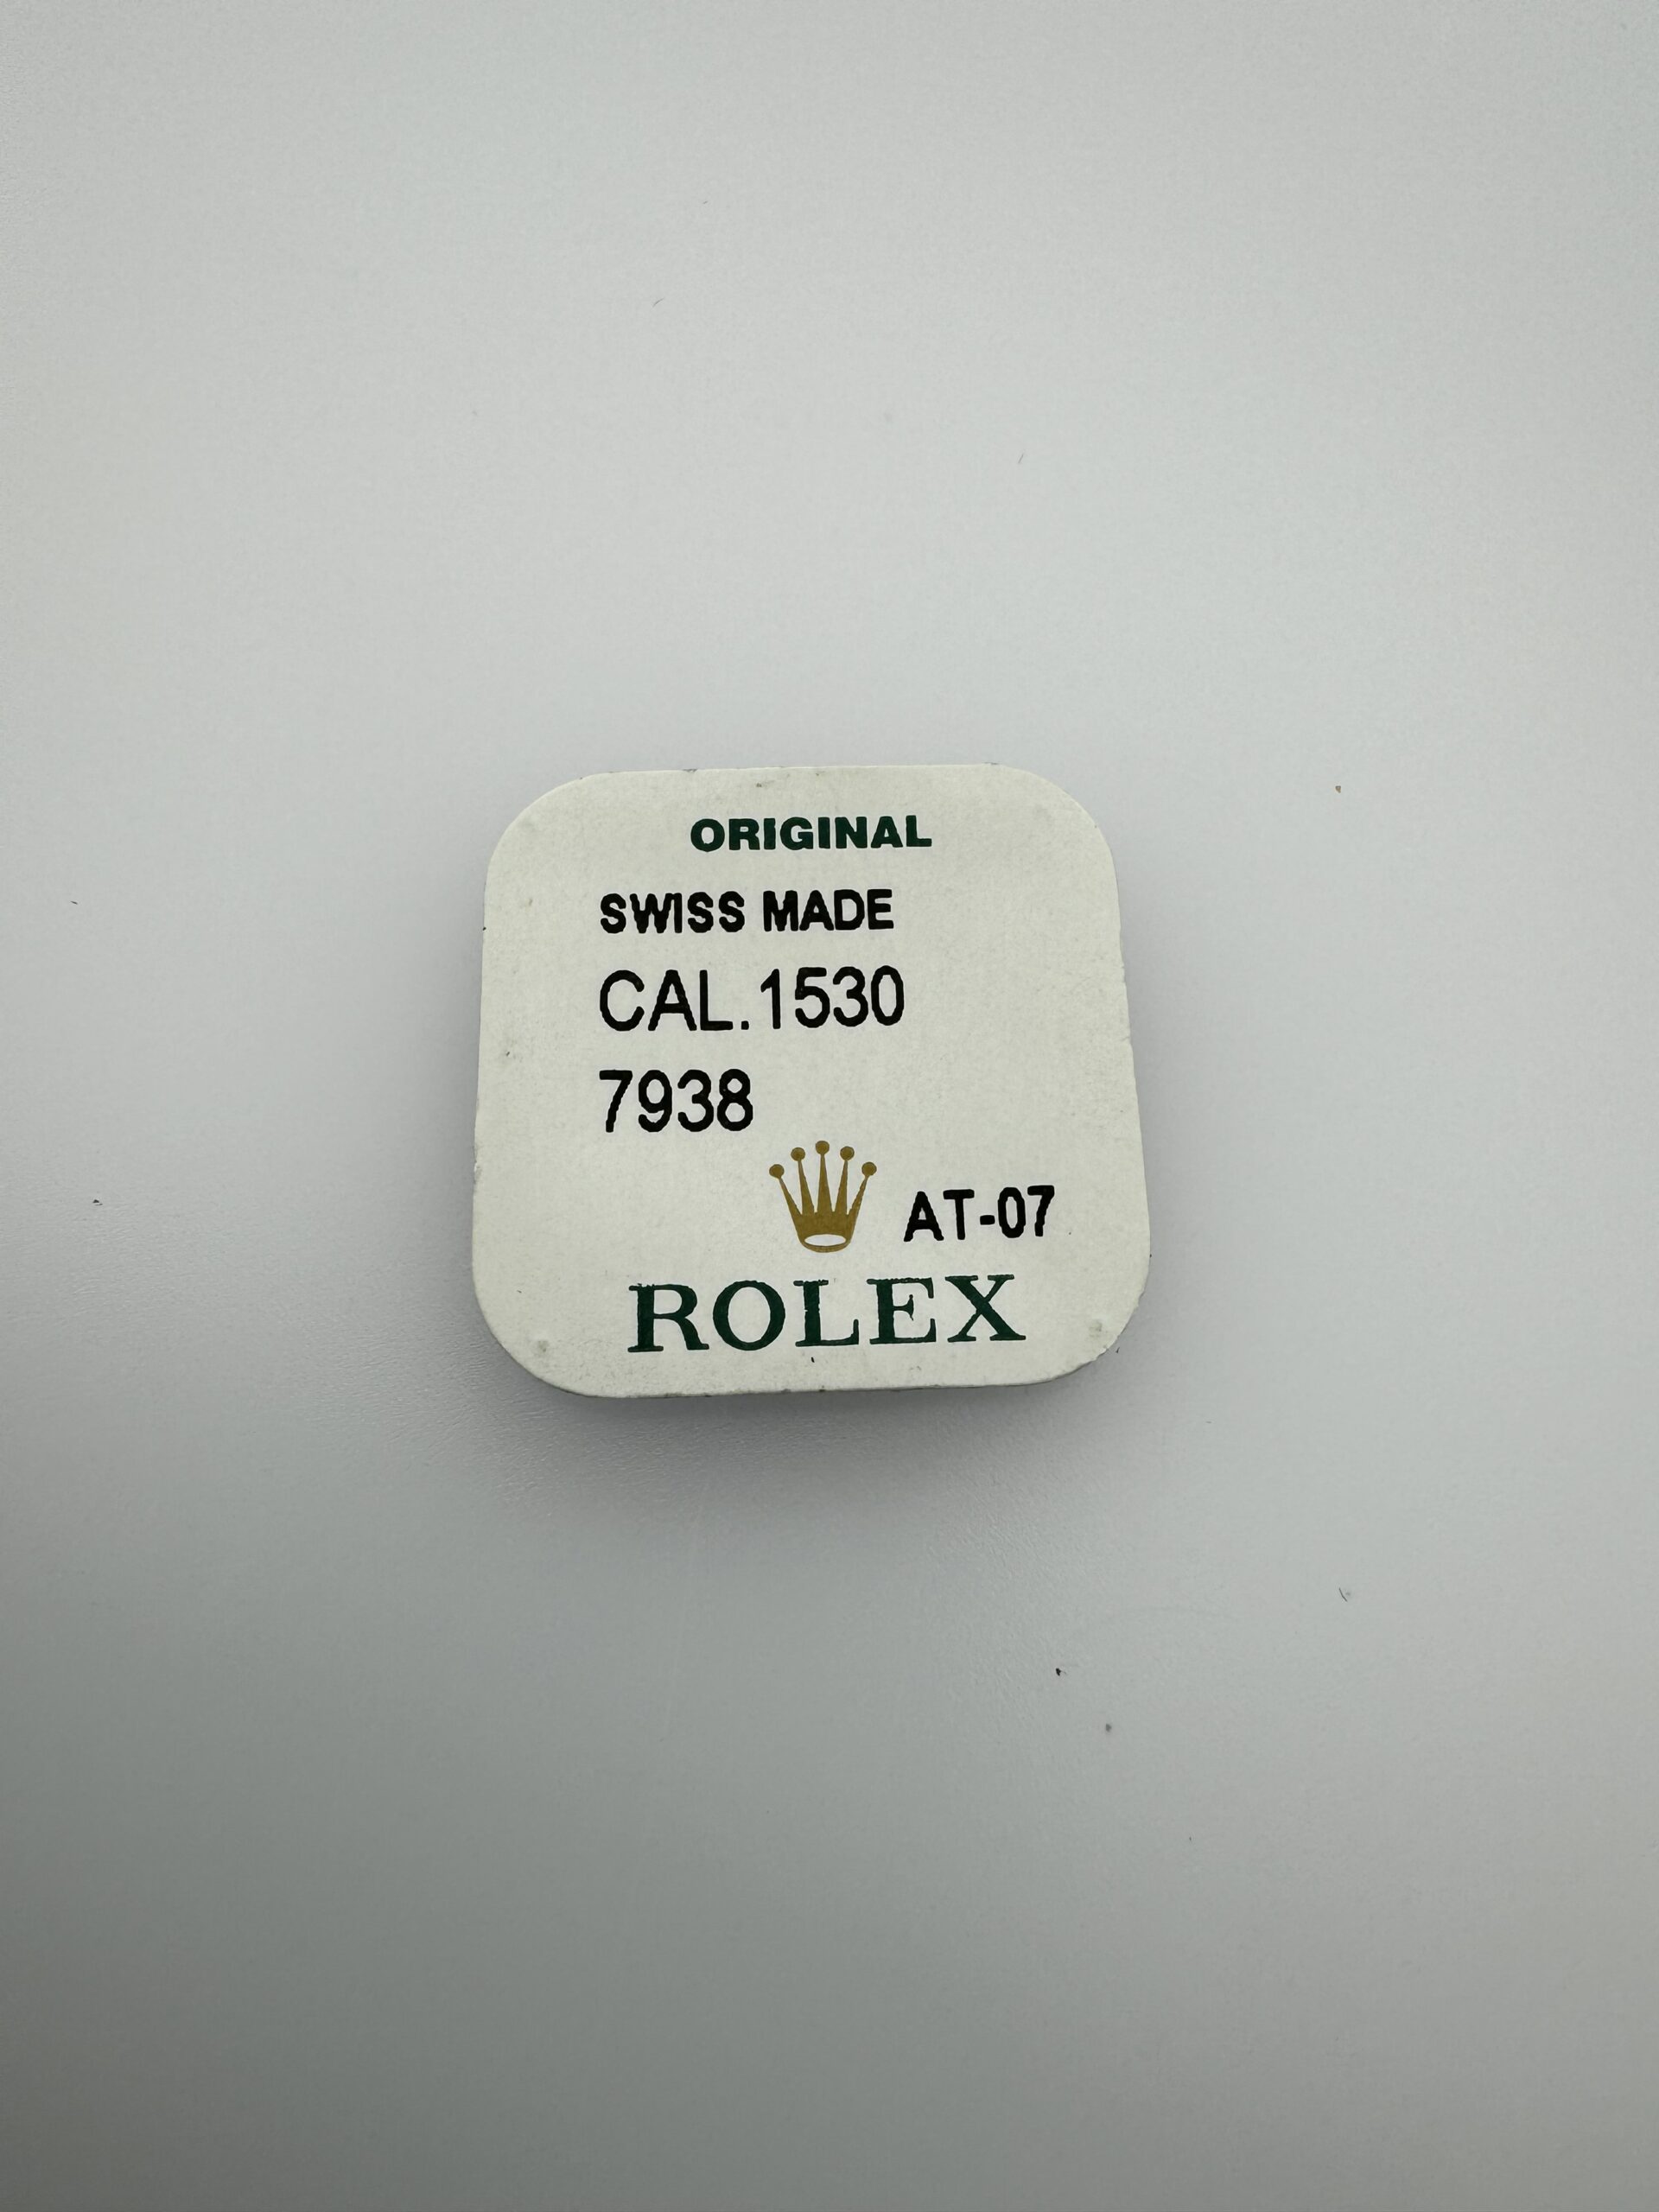 ORIGINAL
SWISS MADE
CAL.1530
7938
AT-07
ROLEX